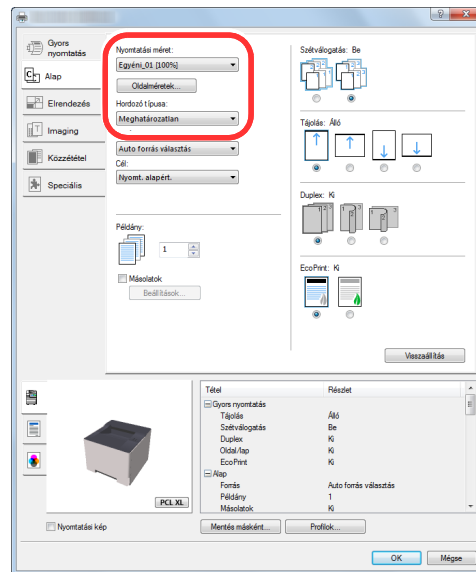 Gyors
nyomtatás
Alap
Elrendezés
Imaging
Közzététel
Speciális
Nyomtatási méret:
Egyéni_01 [100%]
Oldalméretek...
Hordozó típusa:
Meghatározatlan
Auto forrás választás
Cél:
Nyomt. alapért.
Példány:
1
Másolatok
Beállítások...
Szétválogatás: Be
Tájolás: Álló
Duplex: Ki
EcoPrint: Ki
Visszaállítás
PCL XL
Nyomtatási kép
Tétel Részlet
Gyors nyomtatás
Tájolás Álló
Szétválogatás Be
Duplex Ki
Oldal/lap Ki
EcoPrint Ki
Alap
Forrás Auto forrás választás
Példány 1
Másolatok Ki
Mentés másként... Profilok...
OK Mégse